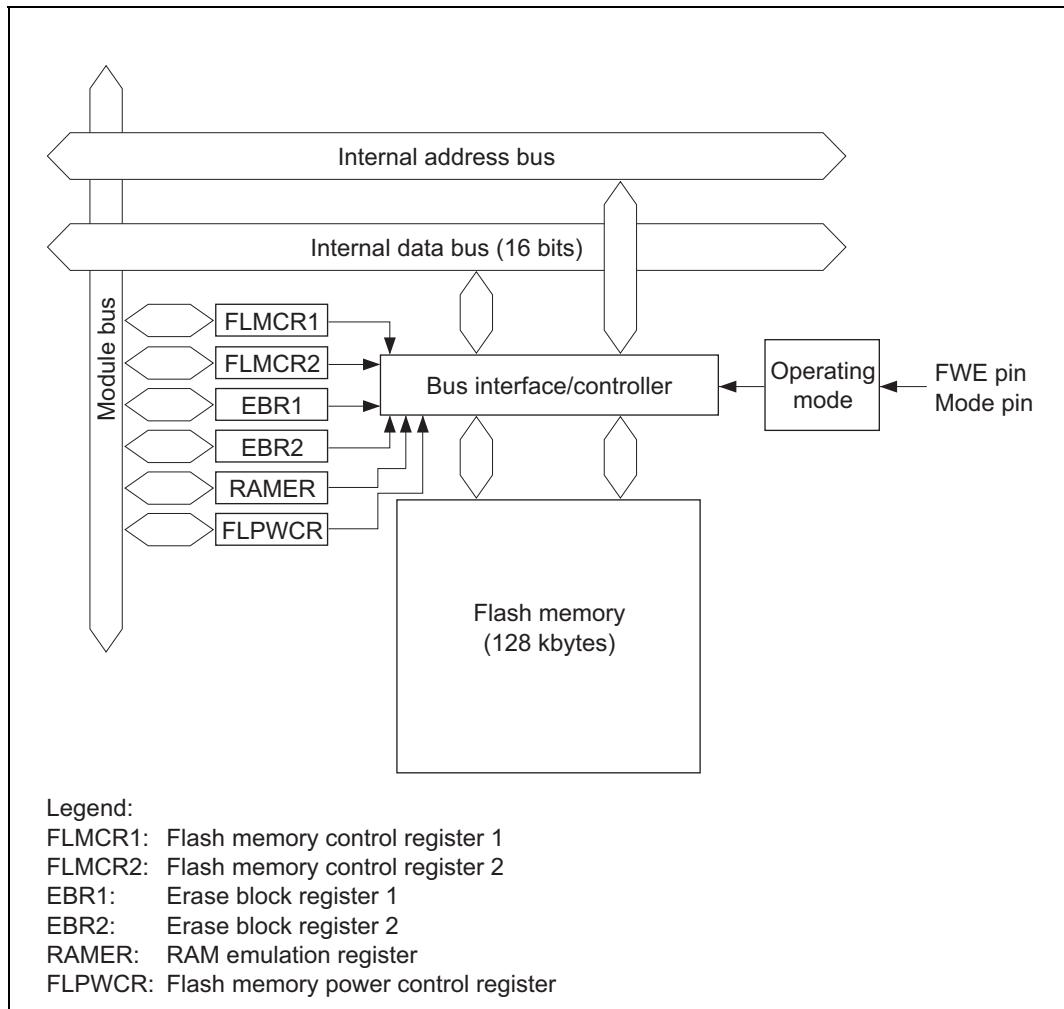 Internal address bus
Internal data bus (16 bits)
Module bus
FLMCR1
FLMCR2
EBR1
EBR2
RAMER
FLPWCR
Bus interface/controller
Operating
mode
FWE pin
Mode pin
Flash memory
(128 kbytes)
Legend:
FLMCR1: Flash memory control register 1
FLMCR2: Flash memory control register 2
EBR1: Erase block register 1
EBR2: Erase block register 2
RAMER: RAM emulation register
FLPWCR: Flash memory power control register